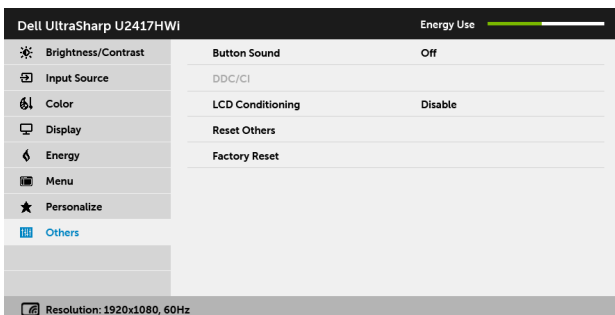 Dell UltraSharp U2417HWi Energy Use
Brightness/Contrast Button Sound Off
Input Source DDC/CI
Color LCD Conditioning Disable
Display Reset Others
Energy Factory Reset
Menu
Personalize
Others
Resolution: 1920x1080, 60Hz